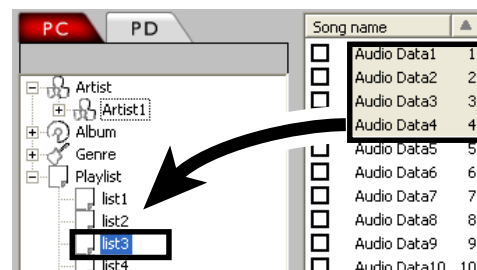 PC PD
Artist
Artist1
Album
Genre
Playlist
list1
list2
list3
list4
Song name
Audio Data1 1
Audio Data2 2
Audio Data3 3
Audio Data4 4
Audio Data5 5
Audio Data6 6
Audio Data7 7
Audio Data8 8
Audio Data9 9
Audio Data10 10